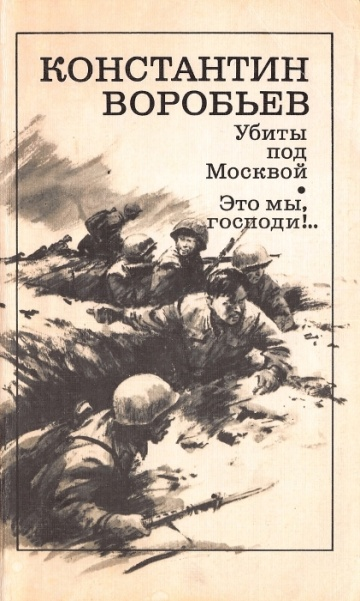 КОНСТАНТИН
ВОРОБЬЕВ
Убиты
под
Москвой
•
Это мы,
господи!..